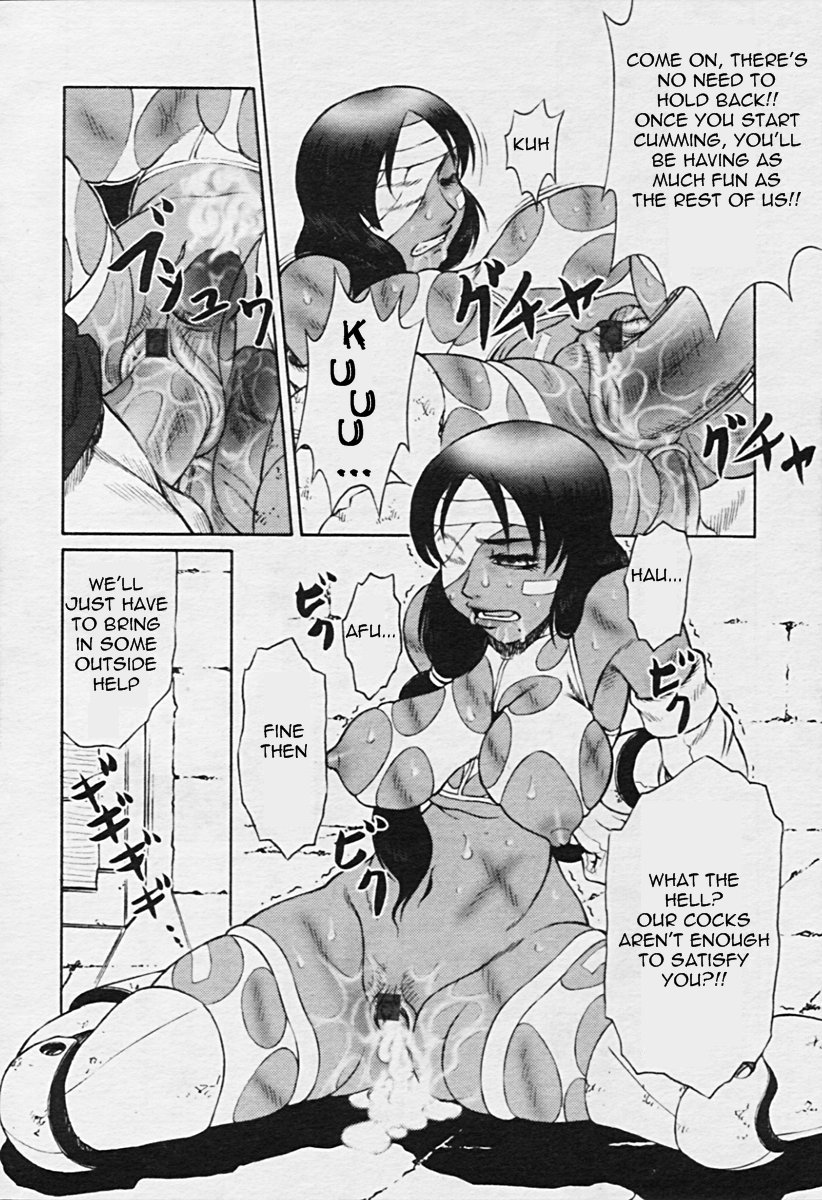 COME ON, THERE'S
NO NEED TO
HOLD BACK!!
ONCE YOU START
CUMMING, YOU'LL
BE HAVING AS
MUCH FUN AS
THE REST OF US!!
KUH
グチャ
グチャ
KUUU...
ブシュウ
HAU...
ビク
AFU...
ビク
WHAT THE
HELL?
OUR COCKS
AREN'T ENOUGH
TO SATISFY
YOU?!!
FINE
THEN
ビク
WE'LL
JUST HAVE
TO BRING
IN SOME
OUTSIDE
HELP
ギギギギギ...